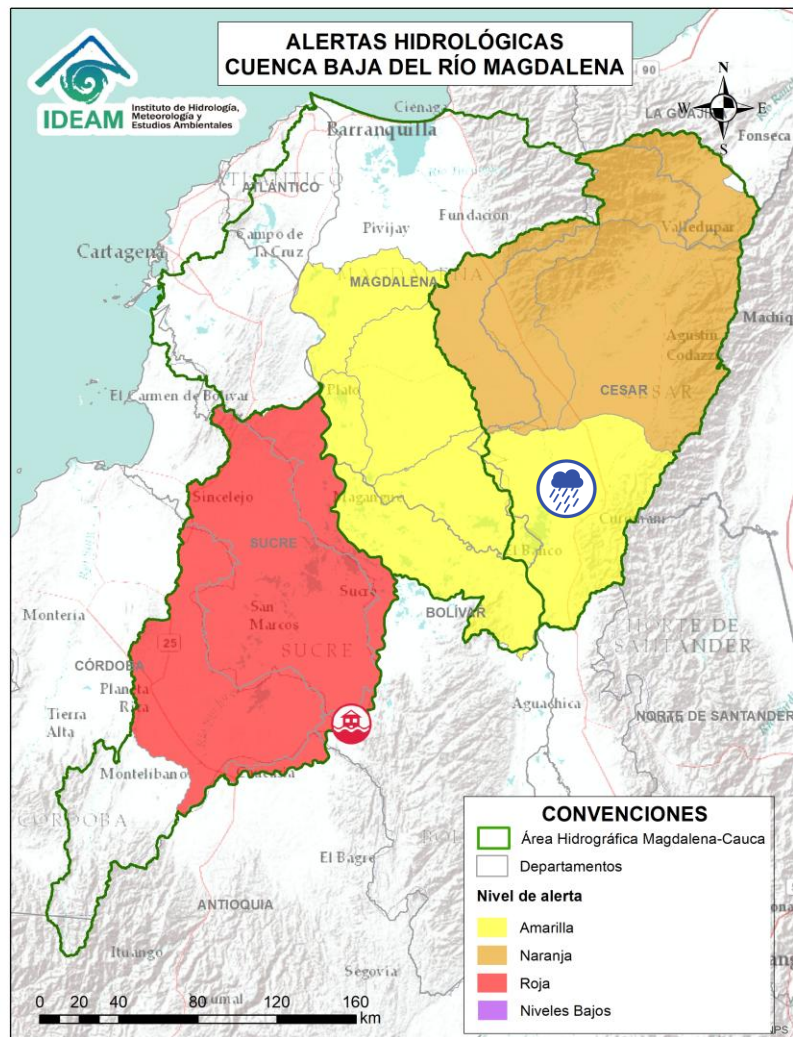 ALERTAS HIDROLÓGICAS
CUENCA BAJA DEL RÍO MAGDALENA
IDEAM
Instituto de Hidrología,
Meteorología y
Estudios Ambientales
90
N
W
E
S
LA GUAJIRA
Fonseca
Ciénaga
Barranquilla
ATLÁNTICO
Fundación
Pivijay
Campo de
La Cruz
Valledupar
Cartagena
MAGDALENA
MAGDALENA
Machiq
Agustín
Codazzi
CESAR
El Carmen de Bolívar
Plato
Sincelejo
Magangué
SUCRE
Curumaní
El Banco
Sucre
BOLÍVAR
Montería
San
Marcos
SUCRE
25
CÓRDOBA
Planeta
Rica
Tierra
Alta
NORTE DE
SANTANDER
Aguachica
NORTE DE SANTANDER
Montelíbano
CÓRDOBA
El Bagre
ANTIOQUIA
Ituango
Segovia
CONVENCIONES
Área Hidrográfica Magdalena-Cauca
Departamentos
Nivel de alerta
Amarilla
Naranja
Roja
Niveles Bajos
0 20 40 80 120 160
km